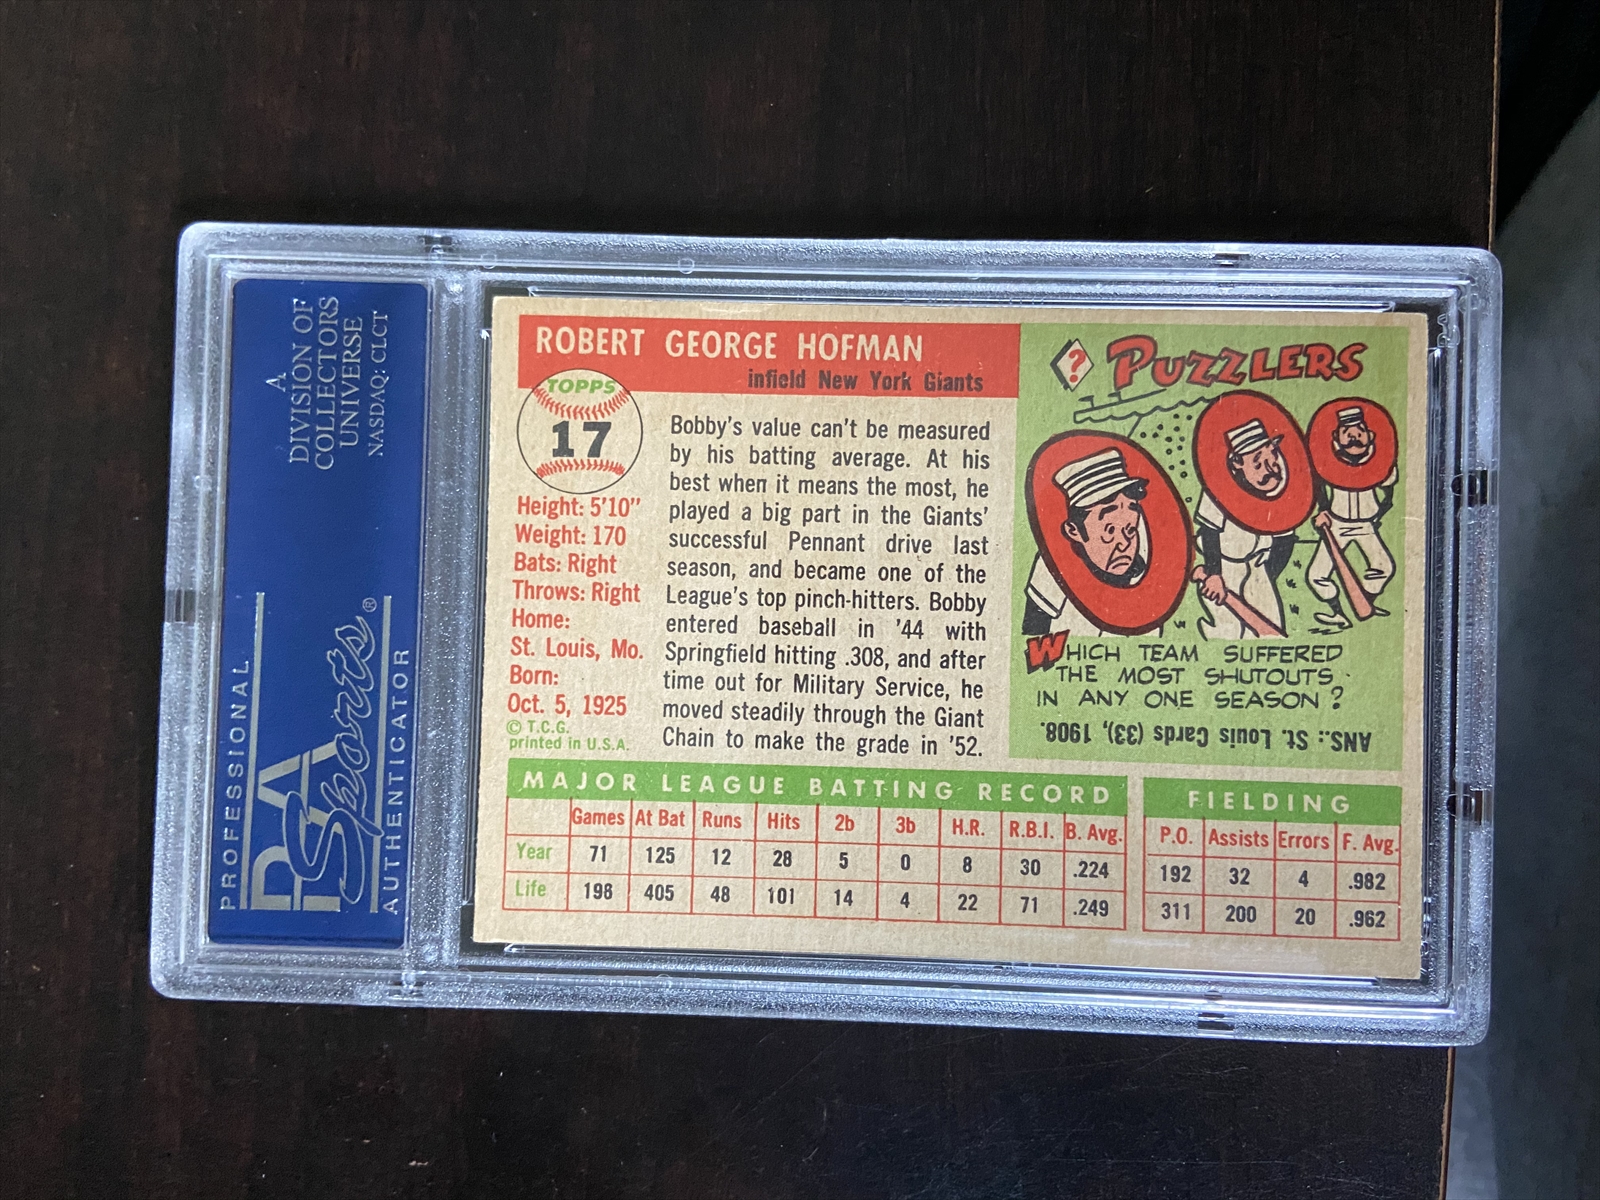 A
DIVISION OF
COLLECTORS
UNIVERSE
NASDAQ: CLCT
PROFESSIONAL
PSA
Sports®
AUTHENTICATOR
ROBERT GEORGE HOFMAN
infield New York Giants
TOPPS
17
Height: 5'10"
Weight: 170
Bats: Right
Throws: Right
Home:
St. Louis, Mo.
Born:
Oct. 5, 1925
© T.C.G.
printed in U.S.A.
Bobby's value can't be measured
by his batting average. At his
best when it means the most, he
played a big part in the Giants'
successful Pennant drive last
season, and became one of the
League's top pinch-hitters. Bobby
entered baseball in '44 with
Springfield hitting .308, and after
time out for Military Service, he
moved steadily through the Giant
Chain to make the grade in '52.
? PUZZLERS
WHICH TEAM SUFFERED
THE MOST SHUTOUTS
IN ANY ONE SEASON?
ANS.: St. Louis Cards (33), 1908.
MAJOR LEAGUE BATTING RECORD
Games At Bat Runs Hits 2b 3b H.R. R.B.I. B. Avg.
Year 71 125 12 28 5 0 8 30 .224
Life 198 405 48 101 14 4 22 71 .249
FIELDING
P.O. Assists Errors F. Avg.
192 32 4 .982
311 200 20 .962